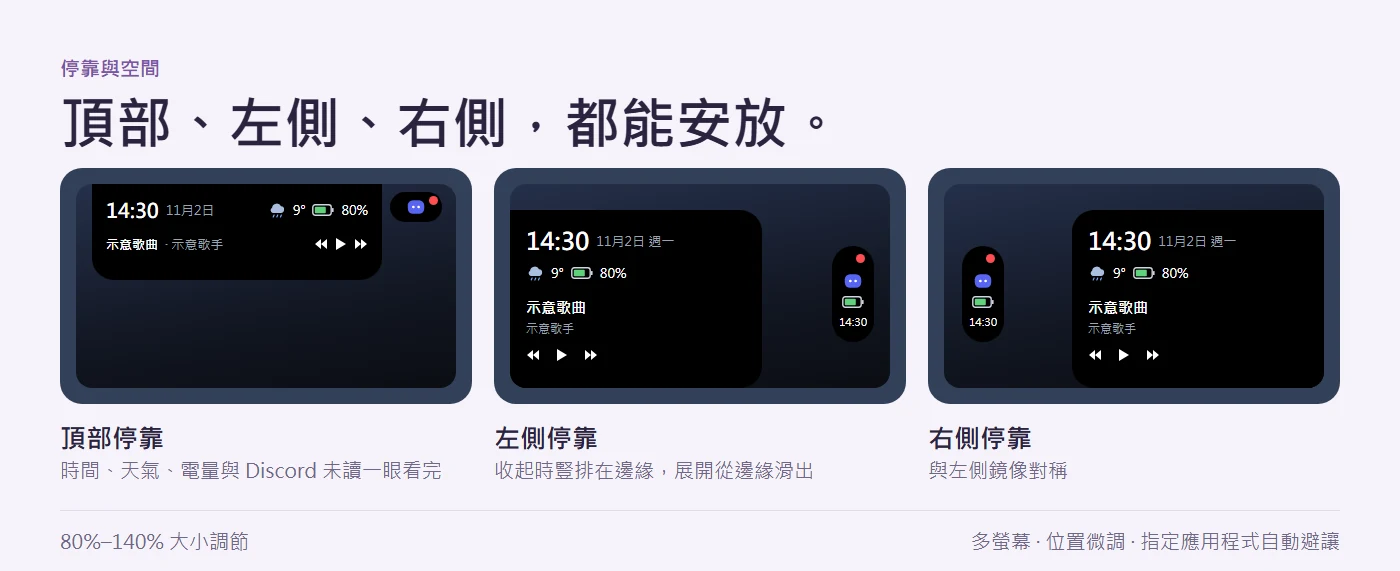 停靠與空間
頂部、左側、右側，都能安放。
14:30 11月2日 9° 80%
示意歌曲 · 示意歌手
14:30 11月2日 週一
9° 80%
示意歌曲
示意歌手
14:30
14:30
14:30 11月2日 週一
9° 80%
示意歌曲
示意歌手
頂部停靠
時間、天氣、電量與 Discord 未讀一眼看完
左側停靠
收起時豎排在邊緣，展開從邊緣滑出
右側停靠
與左側鏡像對稱
80%–140% 大小調節
多螢幕 · 位置微調 · 指定應用程式自動避讓